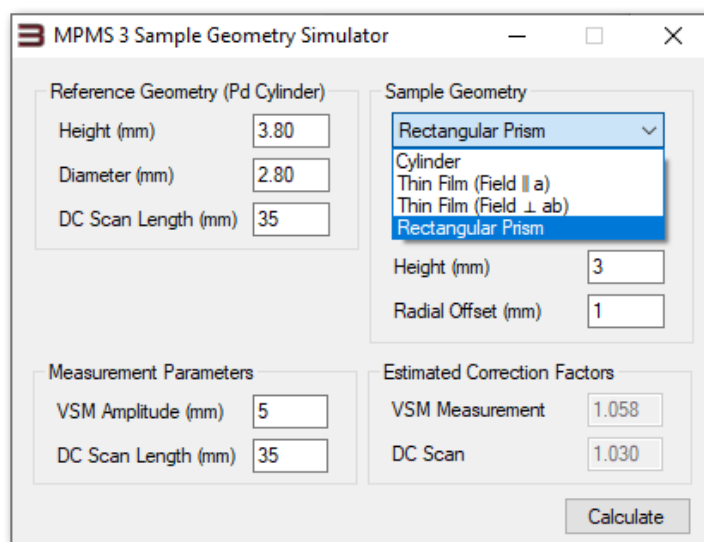 MPMS 3 Sample Geometry Simulator
Reference Geometry (Pd Cylinder)
Height (mm) 3.80
Diameter (mm) 2.80
DC Scan Length (mm) 35
Sample Geometry
Rectangular Prism
Cylinder
Thin Film (Field ∥ a)
Thin Film (Field ⊥ ab)
Rectangular Prism
Height (mm) 3
Radial Offset (mm) 1
Measurement Parameters
VSM Amplitude (mm) 5
DC Scan Length (mm) 35
Estimated Correction Factors
VSM Measurement 1.058
DC Scan 1.030
Calculate